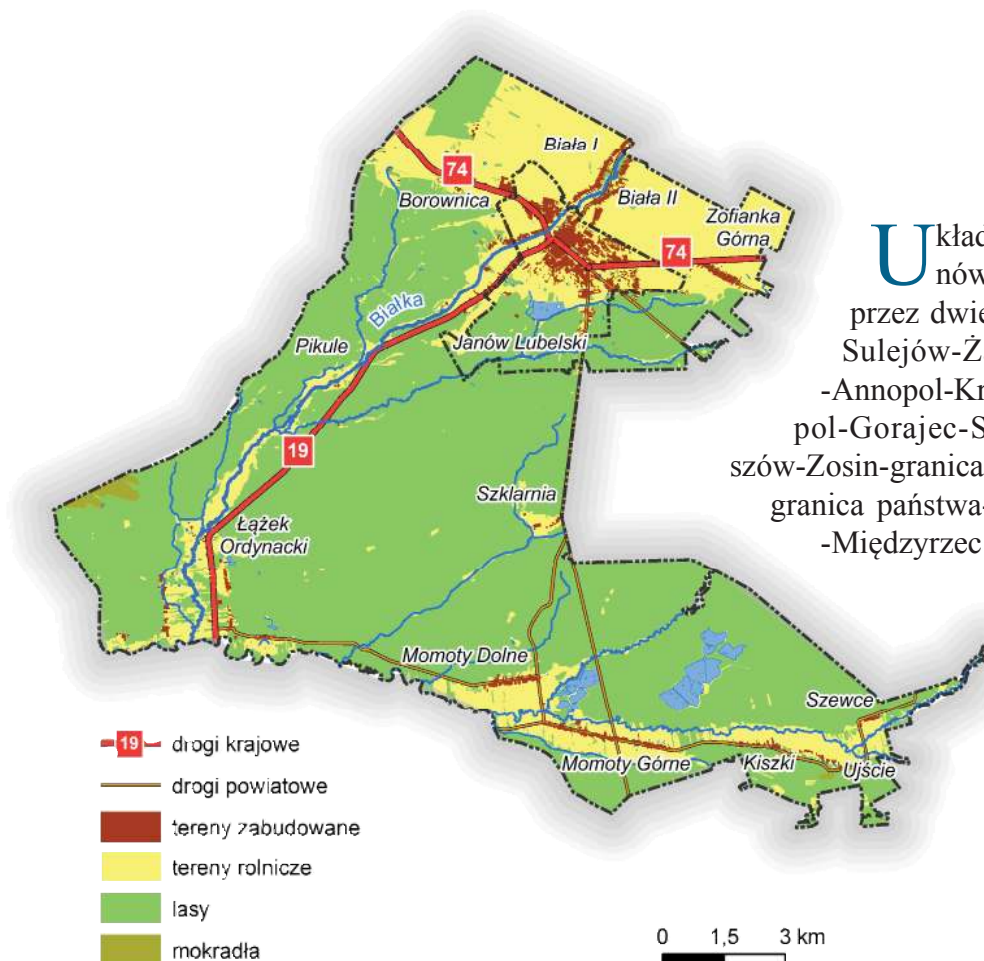 Biała I
74
Borownica
Biała II
Zofianka
Górna
74
Białka
Pikule
Janów Lubelski
19
Szklarnia
Łążek
Ordynacki
Momoty Dolne
Szewce
Momoty Górne
Kiszki
Ujście
Układ
nów
przez dwie
Sulejów-Ż
-Annopol-Kr
pol-Gorajec-S
szów-Zosin-granica
granica państwa-
-Międzyrzec
19 drogi krajowe
drogi powiatowe
tereny zabudowane
tereny rolnicze
lasy
mokradła
0 1,5 3 km